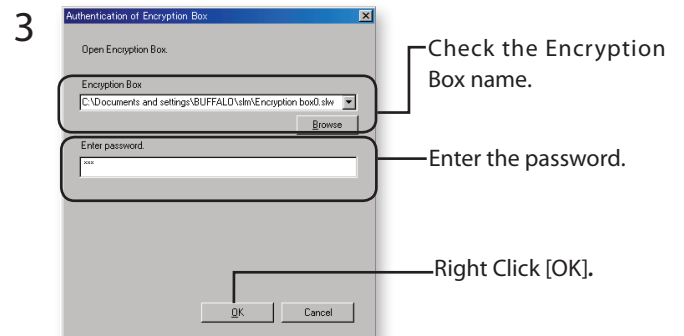 3
Authentication of Encryption Box
Open Encryption Box.
Encryption Box
C:\Documents and settings\BUFFALO\slm\Encryption box0.slw
Browse
Enter password.
xxx
OK
Cancel
Check the Encryption
Box name.
Enter the password.
Right Click [OK].